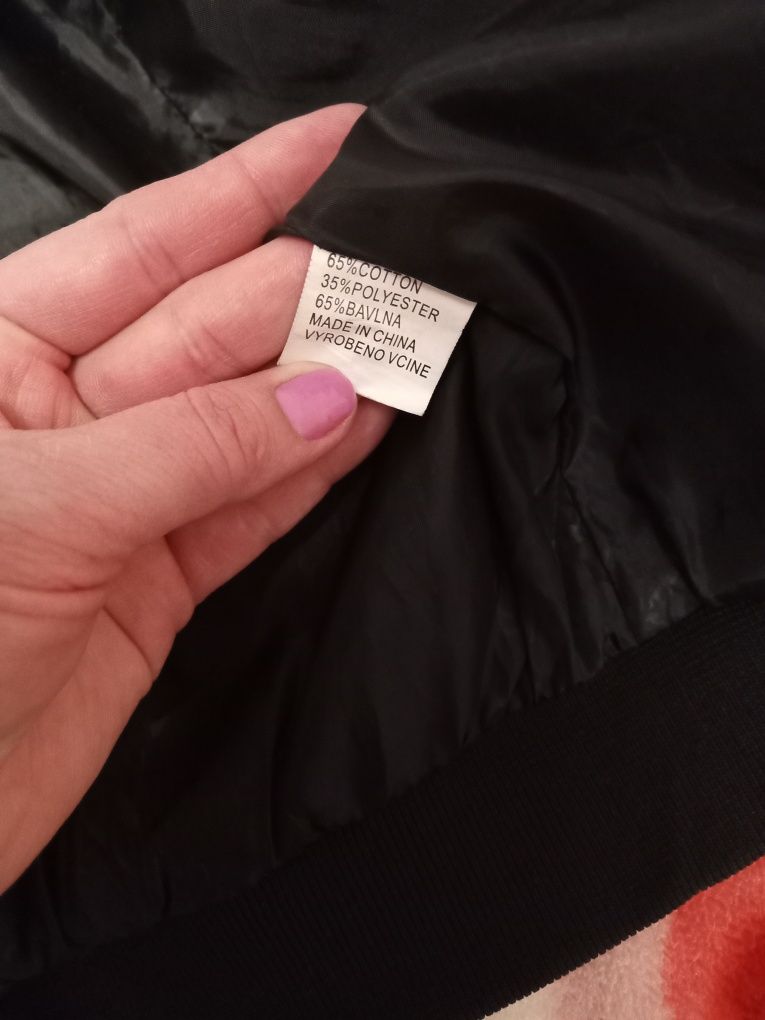 65%COTTON
35%POLYESTER
65%BAVLNA
MADE IN CHINA
VYROBENO VCINE